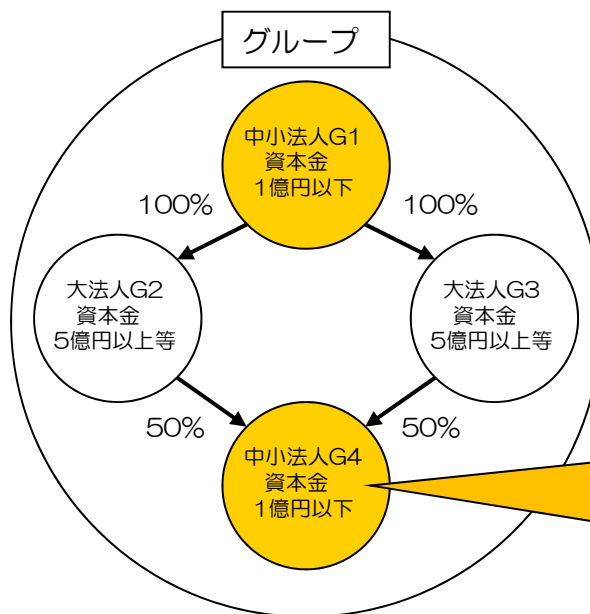 グループ
中小法人G1
資本金
1億円以下
100%
100%
大法人G2
資本金
5億円以上等
大法人G3
資本金
5億円以上等
50%
50%
中小法人G4
資本金
1億円以下